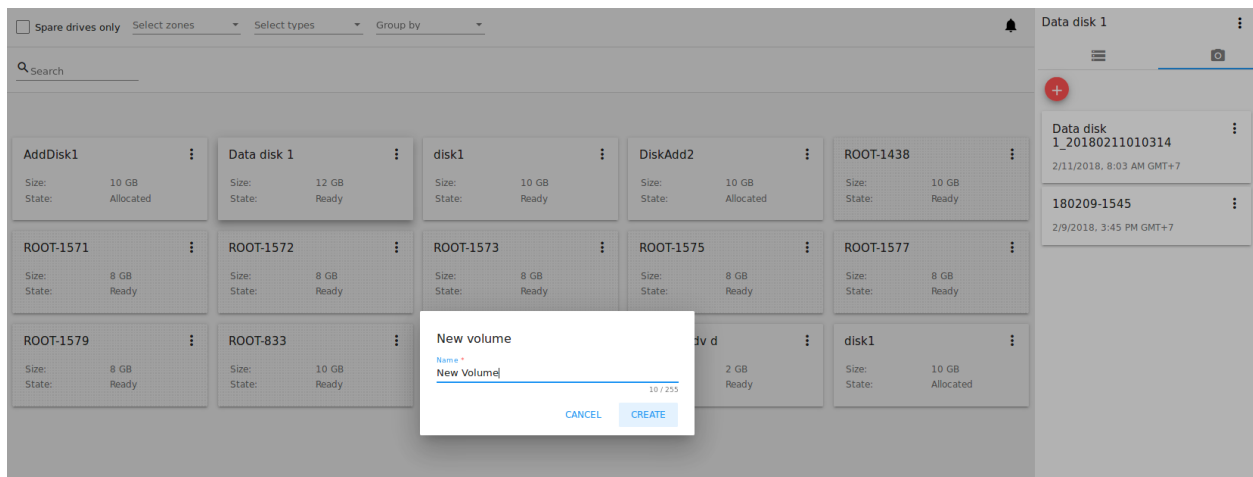 Spare drives only Select zones Select types Group by
Data disk 1
Search
AddDisk1
Size: 10 GB
State: Allocated
Data disk 1
Size: 12 GB
State: Ready
disk1
Size: 10 GB
State: Ready
DiskAdd2
Size: 10 GB
State: Allocated
ROOT-1438
Size: 10 GB
State: Ready
ROOT-1571
Size: 8 GB
State: Ready
ROOT-1572
Size: 8 GB
State: Ready
ROOT-1573
Size: 8 GB
State: Ready
ROOT-1575
Size: 8 GB
State: Ready
ROOT-1577
Size: 8 GB
State: Ready
ROOT-1579
Size: 8 GB
State: Ready
ROOT-833
Size: 10 GB
State: Ready
dv d
2 GB
Ready
disk1
Size: 10 GB
State: Allocated
New volume
Name *
New Volume
10 / 255
CANCEL CREATE
Data disk
1_20180211010314
2/11/2018, 8:03 AM GMT+7
180209-1545
2/9/2018, 3:45 PM GMT+7